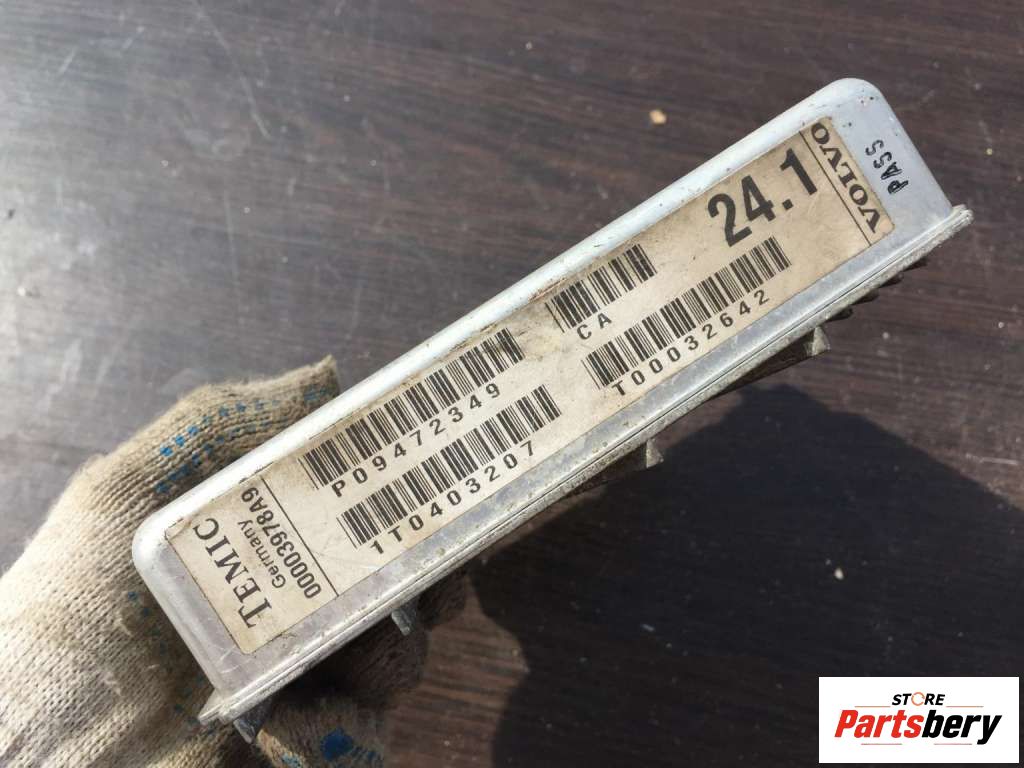 TEMIC
Germany
00003978A9
P09472349
1T0403207
CA
T00032642
24.1
VOLVO
PASS
STORE
Partsbery